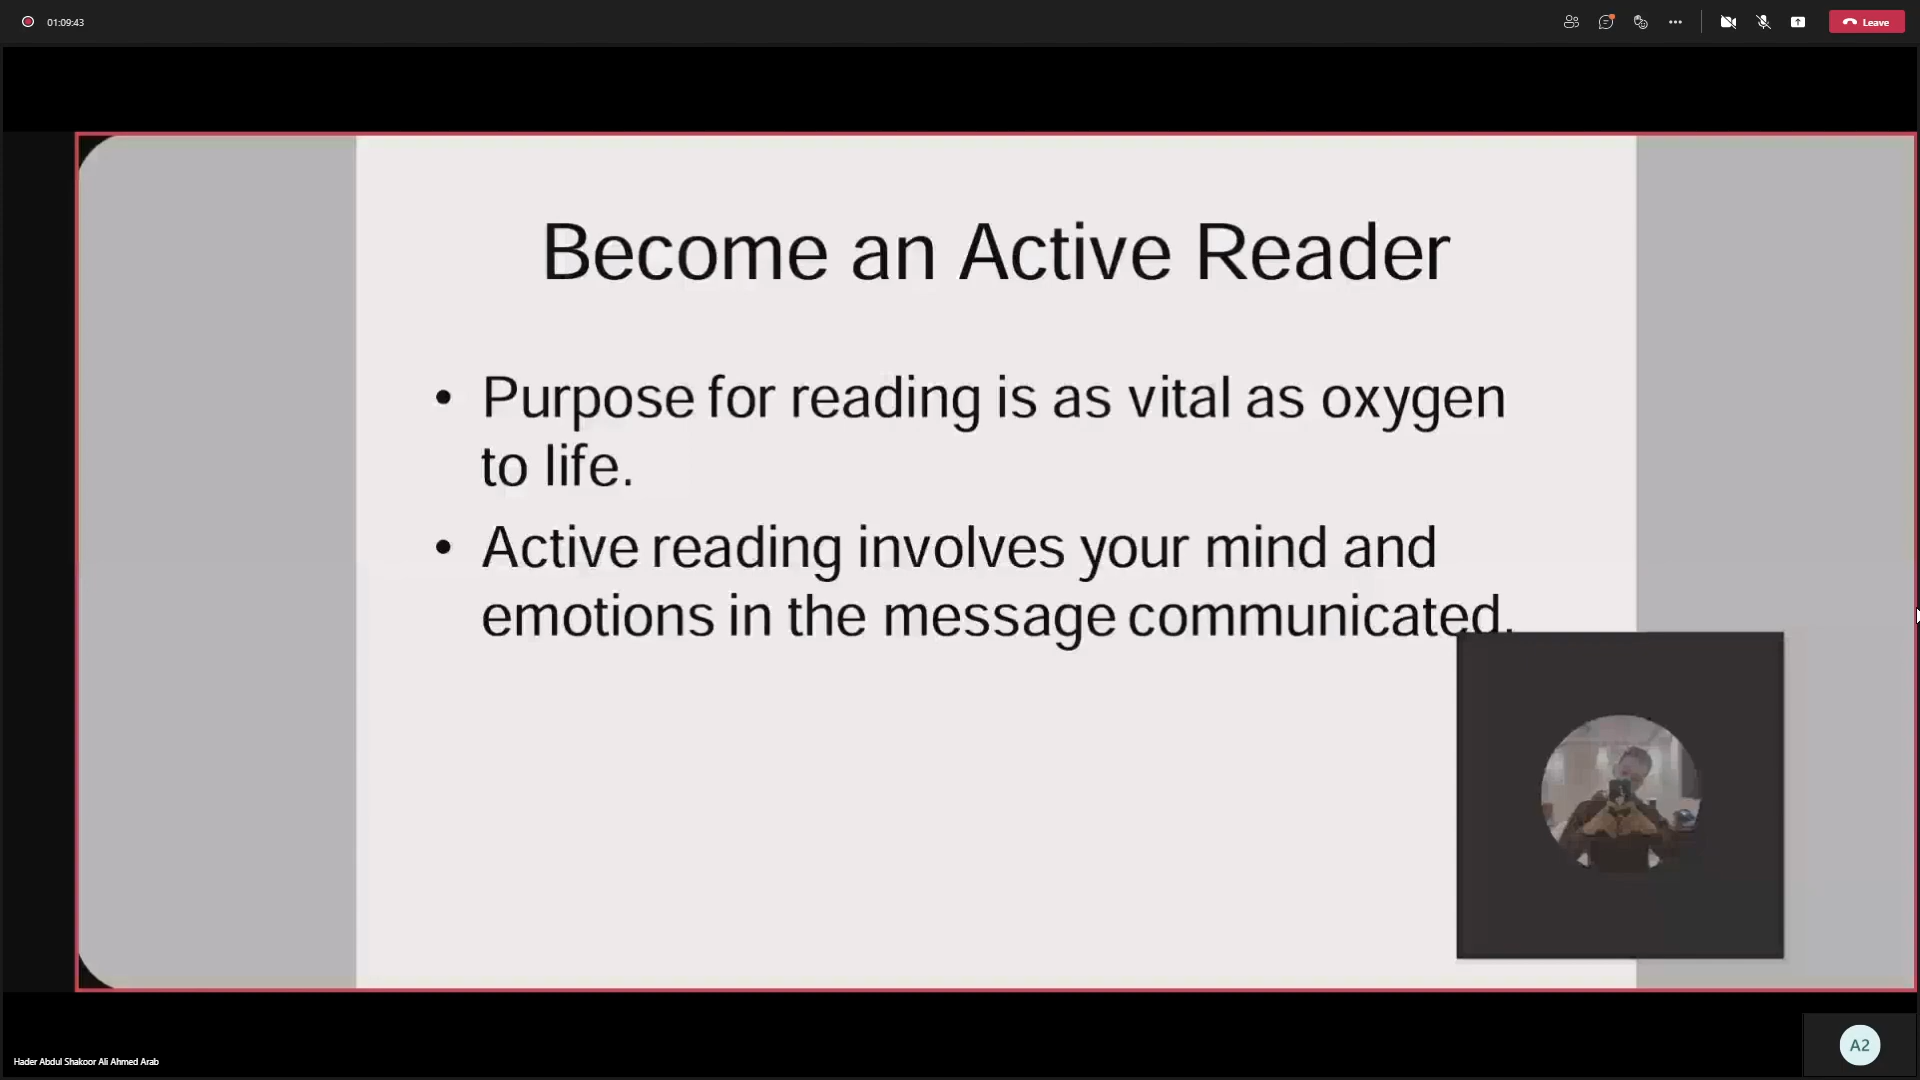 01:09:43
Leave
Become an Active Reader
• Purpose for reading is as vital as oxygen
to life.
• Active reading involves your mind and
emotions in the message communicated.
Hader Abdul Shakoor Ali Ahmed Arab
A2